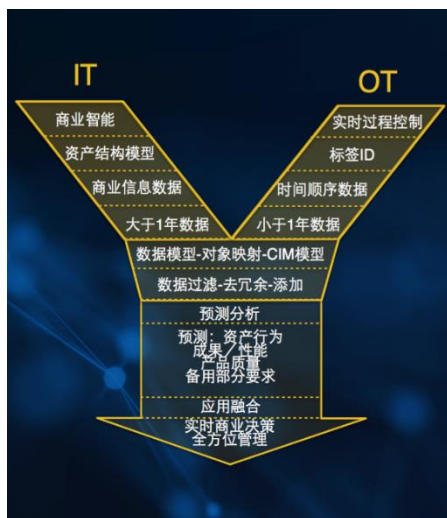 IT
OT
商业智能
实时过程控制
资产结构模型
标签ID
商业信息数据
时间顺序数据
大于1年数据
小于1年数据
数据模型-对象映射-CIM模型
数据过滤-去冗余-添加
预测分析
预测：资产行为
成果／性能
产品质量
备用部分要求
应用融合
实时商业决策
全方位管理